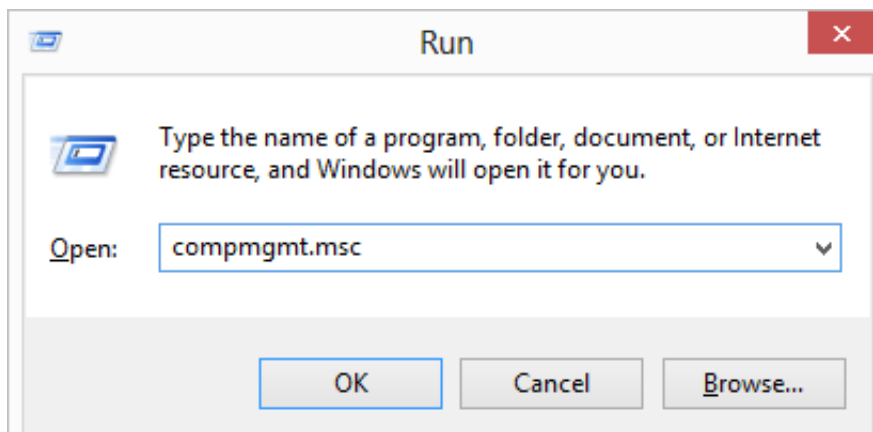 Run
Type the name of a program, folder, document, or Internet
resource, and Windows will open it for you.
Open: compmgmt.msc
OK Cancel Browse...